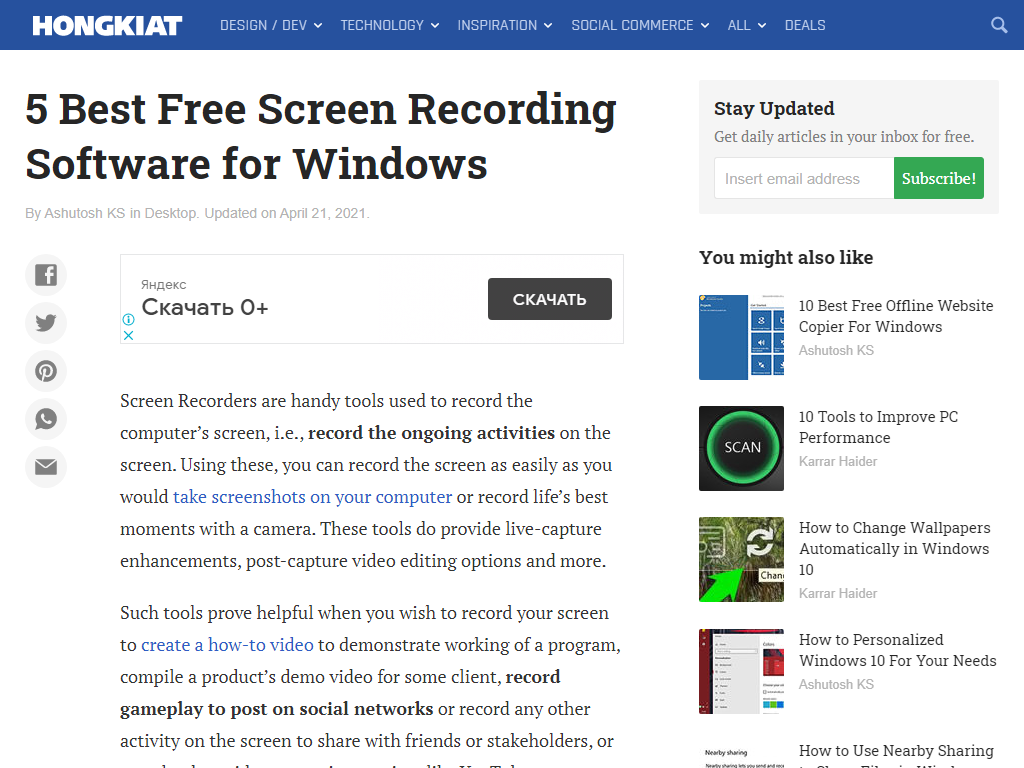 HONGKIAT
DESIGN / DEV
TECHNOLOGY
INSPIRATION
SOCIAL COMMERCE
ALL
DEALS
5 Best Free Screen Recording
Software for Windows
By Ashutosh KS in Desktop. Updated on April 21, 2021.
Яндекс
Скачать 0+
СКАЧАТЬ
Screen Recorders are handy tools used to record the
computer’s screen, i.e., record the ongoing activities on the
screen. Using these, you can record the screen as easily as you
would take screenshots on your computer or record life’s best
moments with a camera. These tools do provide live-capture
enhancements, post-capture video editing options and more.
Such tools prove helpful when you wish to record your screen
to create a how-to video to demonstrate working of a program,
compile a product’s demo video for some client, record
gameplay to post on social networks or record any other
activity on the screen to share with friends or stakeholders, or
Stay Updated
Get daily articles in your inbox for free.
Insert email address
Subscribe!
You might also like
10 Best Free Offline Website
Copier For Windows
Ashutosh KS
SCAN
10 Tools to Improve PC
Performance
Karrar Haider
Chan
How to Change Wallpapers
Automatically in Windows
10
Karrar Haider
Colors
How to Personalized
Windows 10 For Your Needs
Ashutosh KS
Nearby sharing
How to Use Nearby Sharing